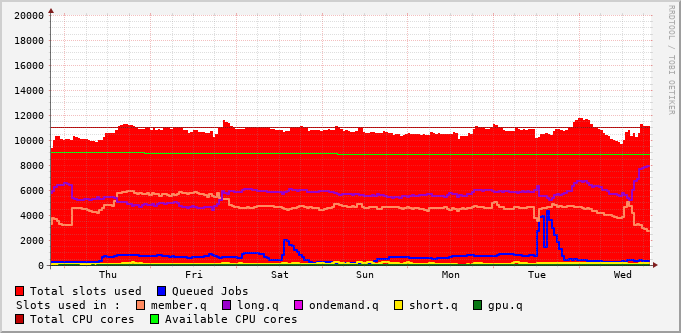 20000
18000
16000
14000
12000
10000
8000
6000
4000
2000
0
Thu Fri Sat Sun Mon Tue Wed
RRDTOOL / TOBI OETIKER
Total slots used Queued Jobs
Slots used in : member.q long.q ondemand.q short.q gpu.q
Total CPU cores Available CPU cores